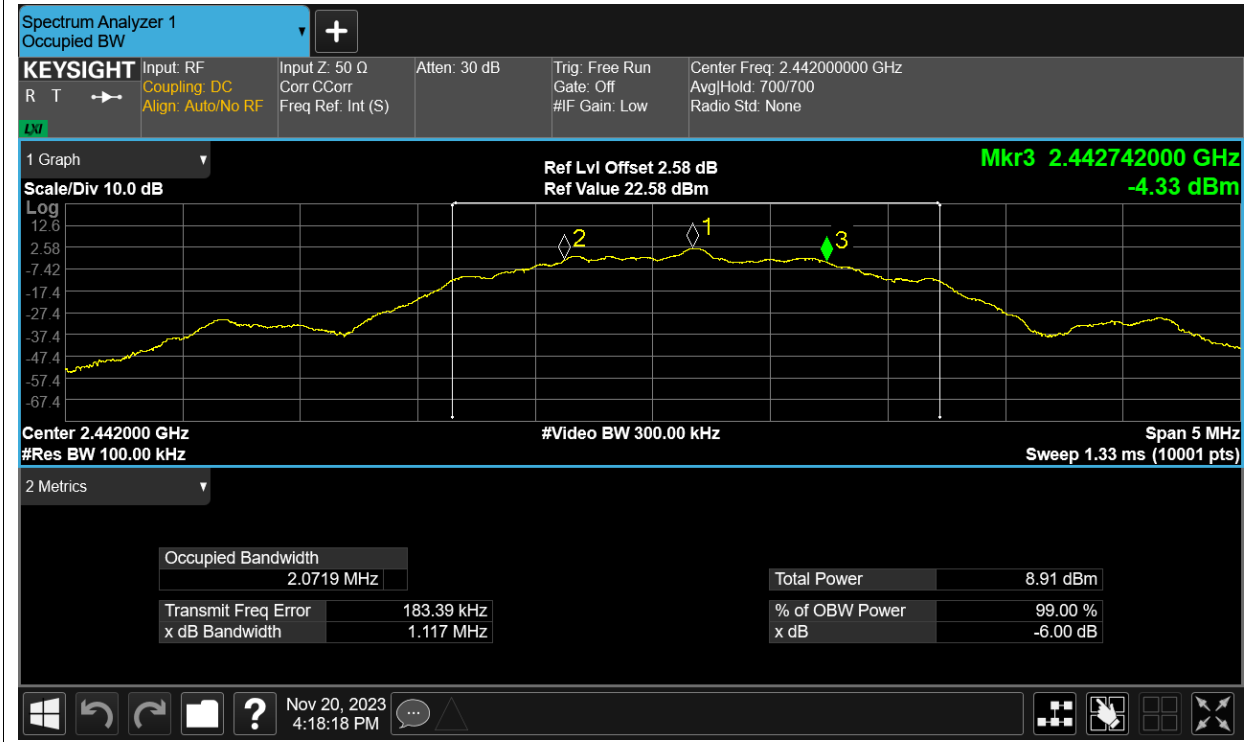 Spectrum Analyzer 1
Occupied BW
KEYSIGHT
R T
LXI
Input: RF
Coupling: DC
Align: Auto/No RF
Input Z: 50 Ω
Corr CCorr
Freq Ref: Int (S)
Atten: 30 dB
Trig: Free Run
Gate: Off
#IF Gain: Low
Center Freq: 2.442000000 GHz
Avg|Hold: 700/700
Radio Std: None
1 Graph
Scale/Div 10.0 dB
Ref Lvl Offset 2.58 dB
Ref Value 22.58 dBm
Mkr3 2.442742000 GHz
-4.33 dBm
Log
12.6
2.58
-7.42
-17.4
-27.4
-37.4
-47.4
-57.4
-67.4
2
1
3
Center 2.442000 GHz
#Video BW 300.00 kHz
Span 5 MHz
#Res BW 100.00 kHz
Sweep 1.33 ms (10001 pts)
2 Metrics
Occupied Bandwidth
2.0719 MHz
Transmit Freq Error 183.39 kHz
x dB Bandwidth 1.117 MHz
Total Power 8.91 dBm
% of OBW Power 99.00 %
x dB -6.00 dB
?
Nov 20, 2023
4:18:18 PM